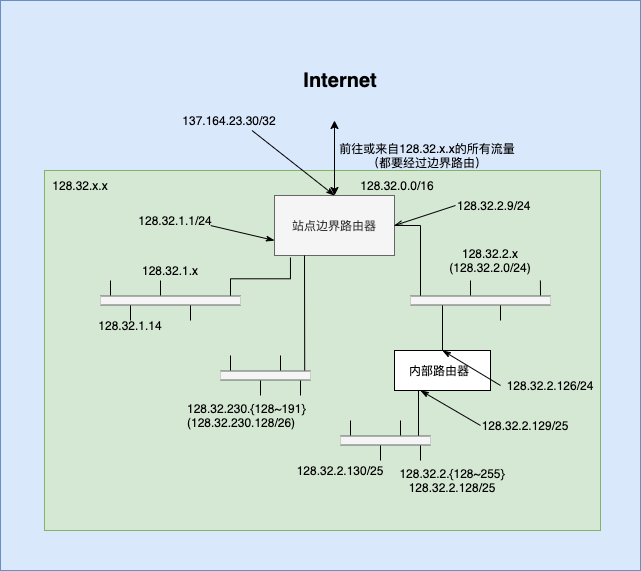 Internet
137.164.23.30/32
前往或来自128.32.x.x的所有流量
（都要经过边界路由）
128.32.x.x
128.32.0.0/16
128.32.1.1/24
站点边界路由器
128.32.2.9/24
128.32.1.x
128.32.2.x
(128.32.2.0/24)
128.32.1.14
内部路由器
128.32.2.126/24
128.32.230.{128~191}
(128.32.230.128/26)
128.32.2.129/25
128.32.2.130/25
128.32.2.{128~255}
128.32.2.128/25